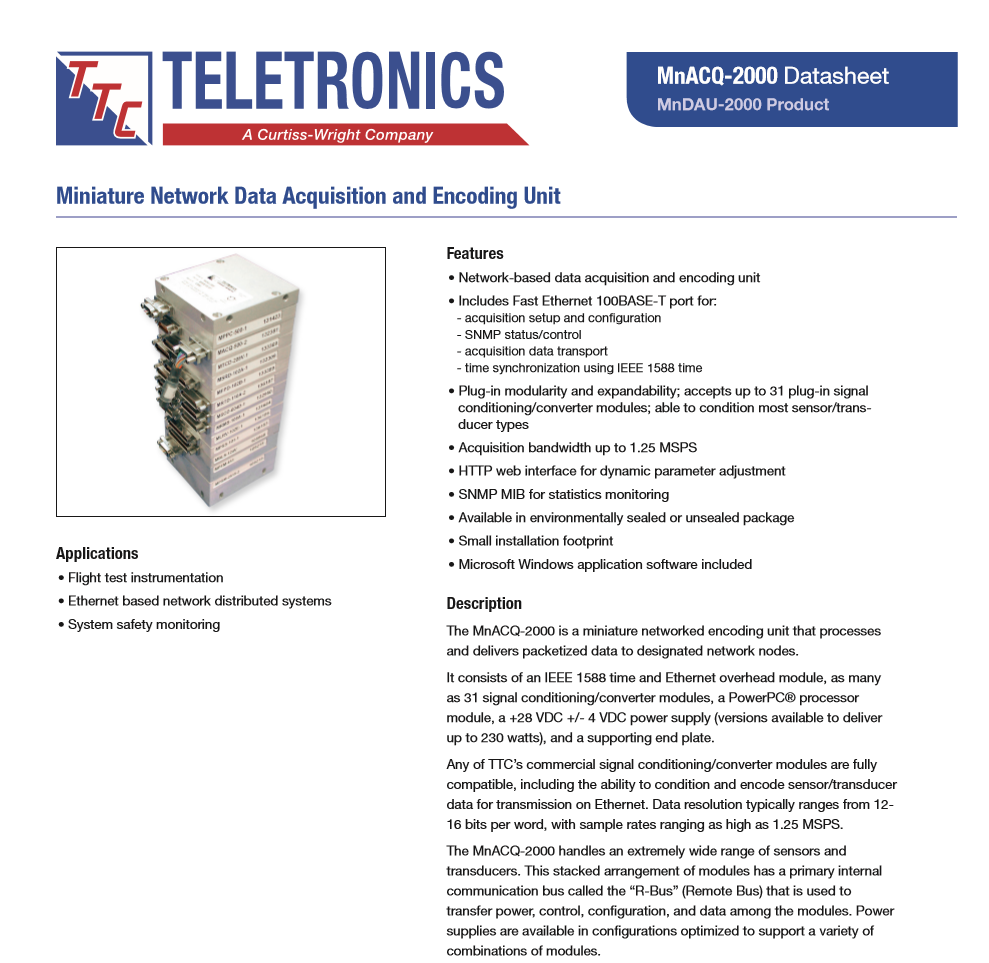 TTC
TELETRONICS
A Curtiss-Wright Company
MnACQ-2000 Datasheet
MnDAU-2000 Product
Miniature Network Data Acquisition and Encoding Unit
Applications
• Flight test instrumentation
• Ethernet based network distributed systems
• System safety monitoring
Features
• Network-based data acquisition and encoding unit
• Includes Fast Ethernet 100BASE-T port for:
- acquisition setup and configuration
- SNMP status/control
- acquisition data transport
- time synchronization using IEEE 1588 time
• Plug-in modularity and expandability; accepts up to 31 plug-in signal
conditioning/converter modules; able to condition most sensor/trans-
ducer types
• Acquisition bandwidth up to 1.25 MSPS
• HTTP web interface for dynamic parameter adjustment
• SNMP MIB for statistics monitoring
• Available in environmentally sealed or unsealed package
• Small installation footprint
• Microsoft Windows application software included
Description
The MnACQ-2000 is a miniature networked encoding unit that processes
and delivers packetized data to designated network nodes.
It consists of an IEEE 1588 time and Ethernet overhead module, as many
as 31 signal conditioning/converter modules, a PowerPC® processor
module, a +28 VDC +/- 4 VDC power supply (versions available to deliver
up to 230 watts), and a supporting end plate.
Any of TTC’s commercial signal conditioning/converter modules are fully
compatible, including the ability to condition and encode sensor/transducer
data for transmission on Ethernet. Data resolution typically ranges from 12-
16 bits per word, with sample rates ranging as high as 1.25 MSPS.
The MnACQ-2000 handles an extremely wide range of sensors and
transducers. This stacked arrangement of modules has a primary internal
communication bus called the “R-Bus” (Remote Bus) that is used to
transfer power, control, configuration, and data among the modules. Power
supplies are available in configurations optimized to support a variety of
combinations of modules.